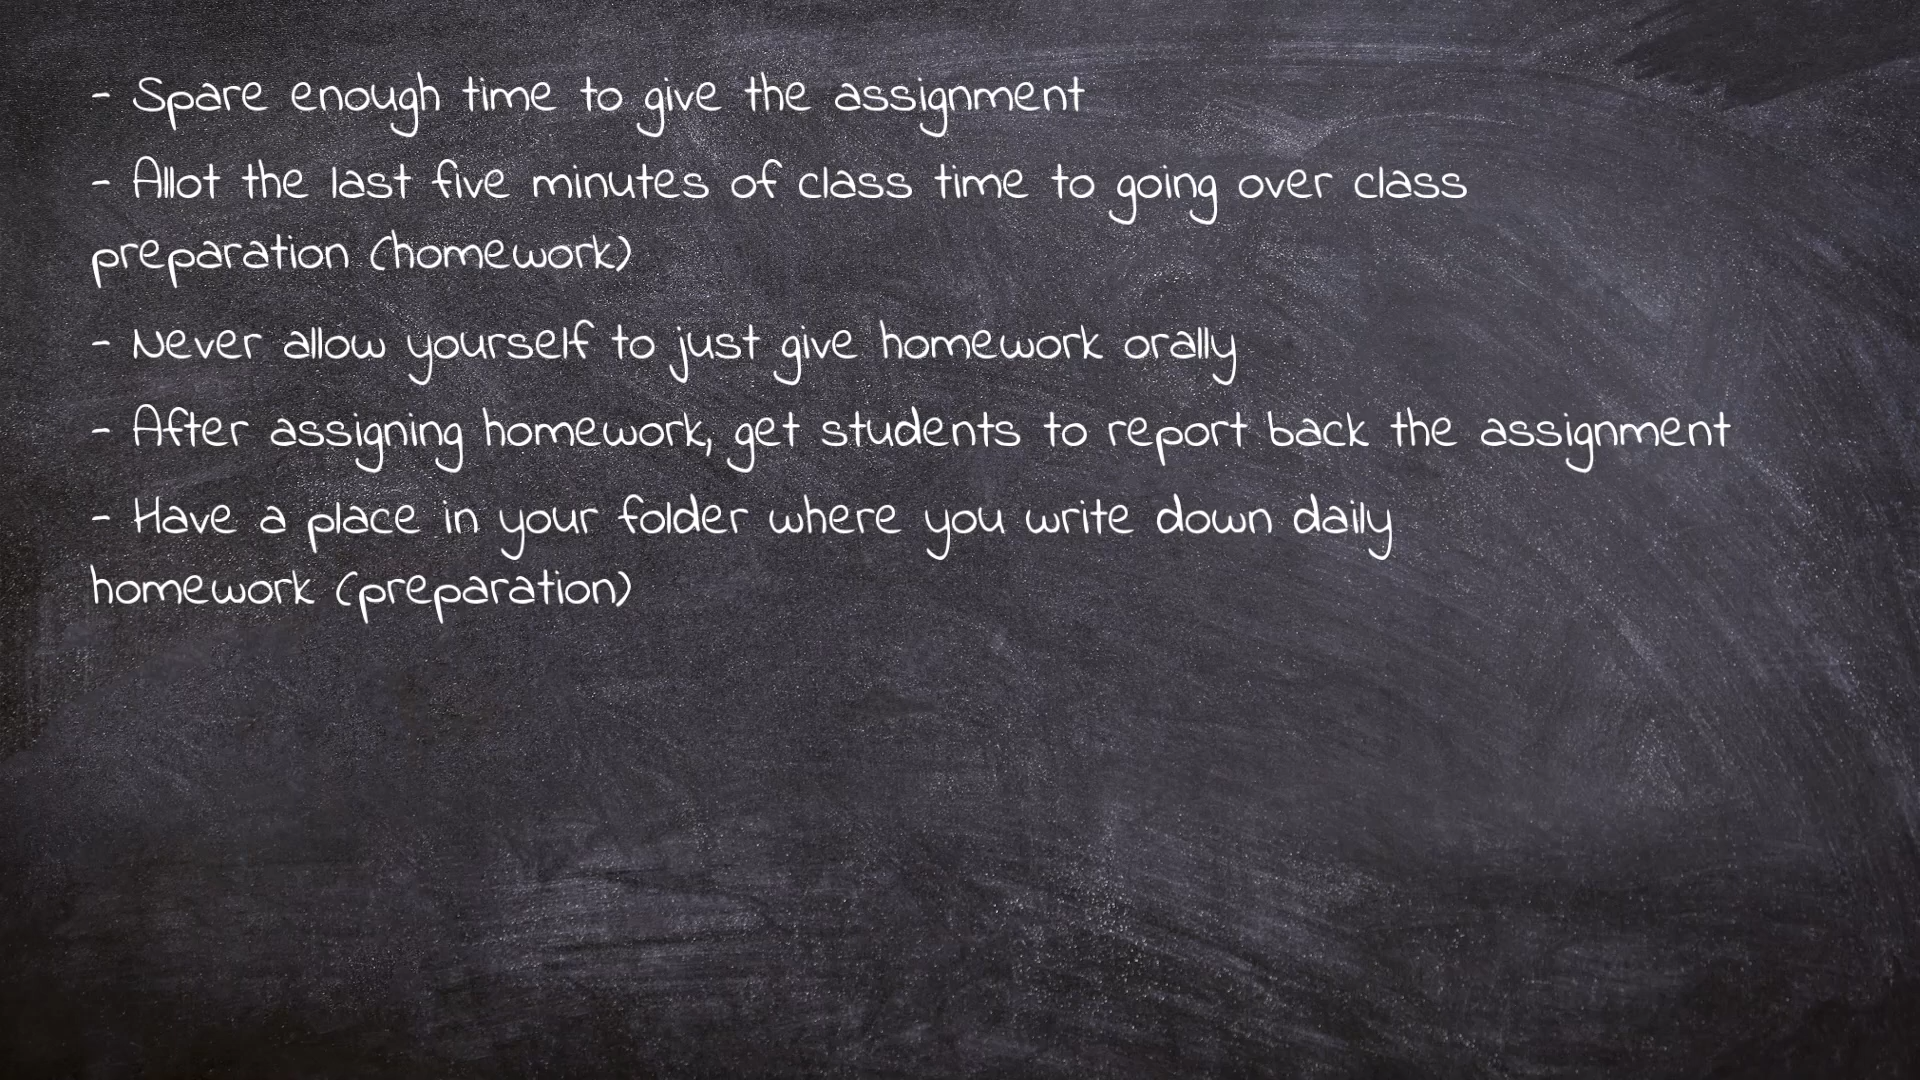 - Spare enough time to give the assignment
- Allot the last five minutes of class time to going over class
preparation (homework)
- Never allow yourself to just give homework orally
- After assigning homework, get students to report back the assignment
- Have a place in your folder where you write down daily
homework (preparation)